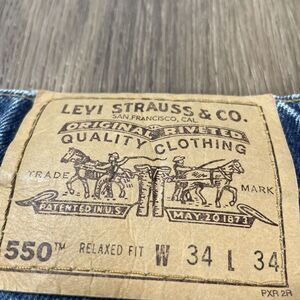 LEVI STRAUSS & CO.
SAN FRANCISCO, CAL.
ORIGINAL RIVETED
QUALITY CLOTHING
TRADE MARK
PATENTED IN U.S. MAY 20 1873
550™ RELAXED FIT W 34 L 34
PXR 2R